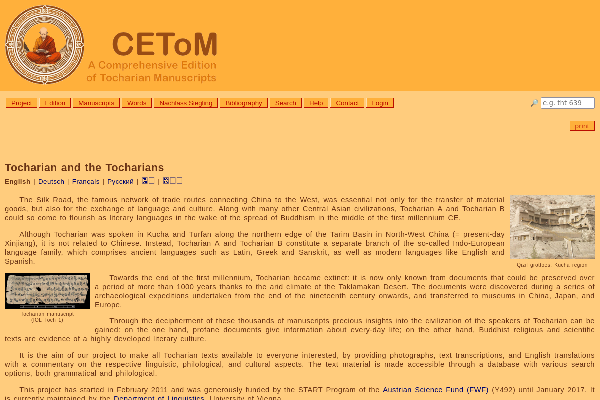 CEToM
A Comprehensive Edition
of Tocharian Manuscripts
Project Edition Manuscripts Words Nachlass Siegling Bibliography Search Help Contact Login
e.g. tht 639
print
Tocharian and the Tocharians
English | Deutsch | Français | Русский |
The Silk Road, the famous network of trade routes connecting China to the West, was essential not only for the transfer of material
goods, but also for the exchange of language and culture. Along with many other Central Asian civilizations, Tocharian A and Tocharian B
could so come to flourish as literary languages in the wake of the spread of Buddhism in the middle of the first millennium CE.
Qizil grottoes, Kucha region
Although Tocharian was spoken in Kucha and Turfan along the northern edge of the Tarim Basin in North-West China (= present-day
Xinjiang), it is not related to Chinese. Instead, Tocharian A and Tocharian B constitute a separate branch of the so-called Indo-European
language family, which comprises ancient languages such as Latin, Greek and Sanskrit, as well as modern languages like English and
Spanish.
Tocharian manuscript
Towards the end of the first millennium, Tocharian became extinct: it is now only known from documents that could be preserved over
a period of more than 1000 years thanks to the arid climate of the Taklamakan Desert. The documents were discovered during a series of
archaeological expeditions undertaken from the end of the nineteenth century onwards, and transferred to museums in China, Japan, and
Europe.
Through the decipherment of these thousands of manuscripts precious insights into the civilization of the speakers of Tocharian can be
gained: on the one hand, profane documents give information about every-day life; on the other hand, Buddhist religious and scientific
texts are evidence of a highly developed literary culture.
It is the aim of our project to make all Tocharian texts available to everyone interested, by providing photographs, text transcriptions, and English translations
with a commentary on the respective linguistic, philological, and cultural aspects. The text material is made accessible through a database with various search
options, both grammatical and philological.
This project has started in February 2011 and was generously funded by the START Program of the Austrian Science Fund (FWF) (Y492) until January 2017. It
is currently maintained by the Department of Linguistics, University of Vienna.